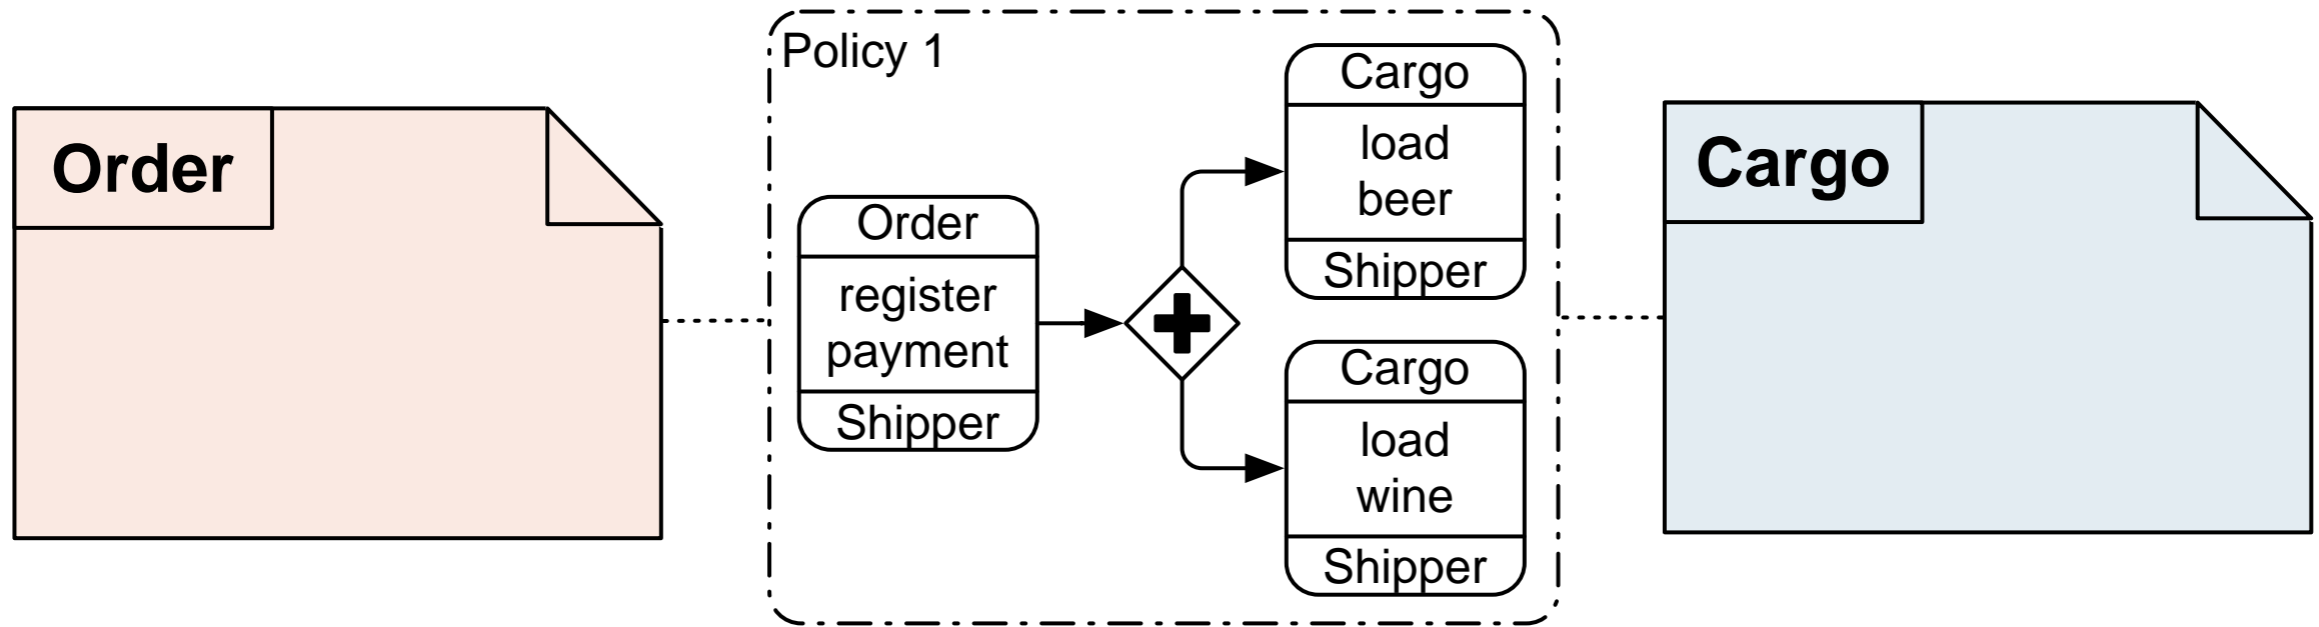 Order
Policy 1
Order
register
payment
Shipper
Cargo
load
beer
Shipper
Cargo
load
wine
Shipper
Cargo